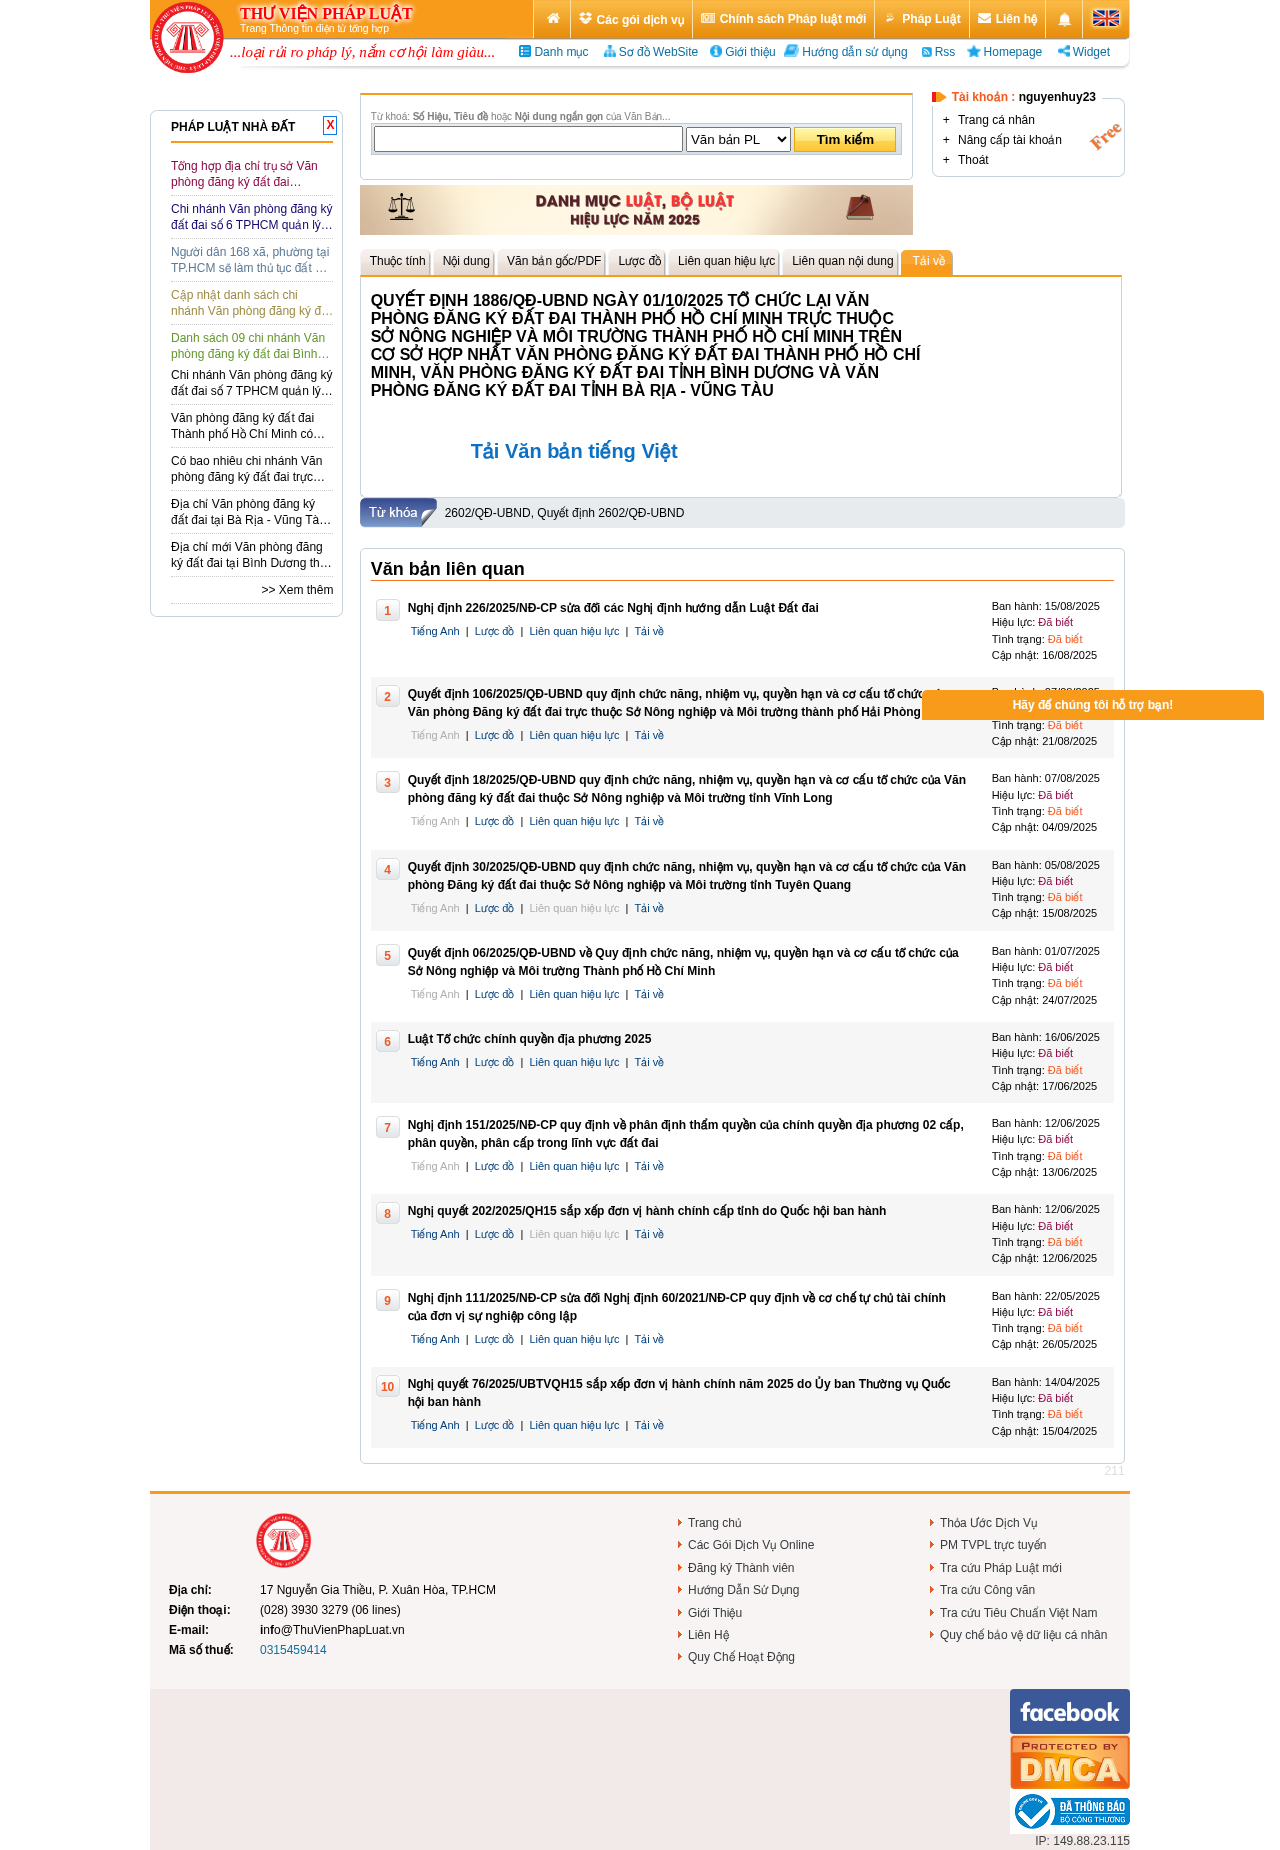 THƯ VIỆN PHÁP LUẬT
Trang Thông tin điện tử tổng hợp
Các gói dịch vụ
Chính sách Pháp luật mới
Pháp Luật
Liên hệ
...loại rủi ro pháp lý, nắm cơ hội làm giàu...
Danh mục
Sơ đồ WebSite
Giới thiệu
Hướng dẫn sử dụng
Rss
Homepage
Widget
PHÁP LUẬT NHÀ ĐẤT
X
Tổng hợp địa chỉ trụ sở Văn
phòng đăng ký đất đai…
Chi nhánh Văn phòng đăng ký
đất đai số 6 TPHCM quản lý…
Người dân 168 xã, phường tại
TP.HCM sẽ làm thủ tục đất …
Cập nhật danh sách chi
nhánh Văn phòng đăng ký đ…
Danh sách 09 chi nhánh Văn
phòng đăng ký đất đai Bình…
Chi nhánh Văn phòng đăng ký
đất đai số 7 TPHCM quản lý…
Văn phòng đăng ký đất đai
Thành phố Hồ Chí Minh có…
Có bao nhiêu chi nhánh Văn
phòng đăng ký đất đai trực…
Địa chỉ Văn phòng đăng ký
đất đai tại Bà Rịa - Vũng Tà…
Địa chỉ mới Văn phòng đăng
ký đất đai tại Bình Dương th…
>> Xem thêm
Từ khoá: Số Hiệu, Tiêu đề hoặc Nội dung ngắn gọn của Văn Bản...
Văn bản PL
Tìm kiếm
DANH MỤC LUẬT, BỘ LUẬT
HIỆU LỰC NĂM 2025
Tài khoản : nguyenhuy23
+ Trang cá nhân
+ Nâng cấp tài khoản
+ Thoát
Free
Thuộc tính
Nội dung
Văn bản gốc/PDF
Lược đồ
Liên quan hiệu lực
Liên quan nội dung
Tải về
QUYẾT ĐỊNH 1886/QĐ-UBND NGÀY 01/10/2025 TỔ CHỨC LẠI VĂN
PHÒNG ĐĂNG KÝ ĐẤT ĐAI THÀNH PHỐ HỒ CHÍ MINH TRỰC THUỘC
SỞ NÔNG NGHIỆP VÀ MÔI TRƯỜNG THÀNH PHỐ HỒ CHÍ MINH TRÊN
CƠ SỞ HỢP NHẤT VĂN PHÒNG ĐĂNG KÝ ĐẤT ĐAI THÀNH PHỐ HỒ CHÍ
MINH, VĂN PHÒNG ĐĂNG KÝ ĐẤT ĐAI TỈNH BÌNH DƯƠNG VÀ VĂN
PHÒNG ĐĂNG KÝ ĐẤT ĐAI TỈNH BÀ RỊA - VŨNG TÀU
Tải Văn bản tiếng Việt
Từ khóa
2602/QĐ-UBND, Quyết định 2602/QĐ-UBND
Văn bản liên quan
1
Nghị định 226/2025/NĐ-CP sửa đổi các Nghị định hướng dẫn Luật Đất đai
Tiếng Anh | Lược đồ | Liên quan hiệu lực | Tải về
Ban hành: 15/08/2025
Hiệu lực: Đã biết
Tình trạng: Đã biết
Cập nhật: 16/08/2025
2
Quyết định 106/2025/QĐ-UBND quy định chức năng, nhiệm vụ, quyền hạn và cơ cấu tổ chức
Văn phòng Đăng ký đất đai trực thuộc Sở Nông nghiệp và Môi trường thành phố Hải Phòng
Tiếng Anh | Lược đồ | Liên quan hiệu lực | Tải về
Hãy để chúng tôi hỗ trợ bạn!
Tình trạng: Đã biết
Cập nhật: 21/08/2025
3
Quyết định 18/2025/QĐ-UBND quy định chức năng, nhiệm vụ, quyền hạn và cơ cấu tổ chức của Văn
phòng đăng ký đất đai thuộc Sở Nông nghiệp và Môi trường tỉnh Vĩnh Long
Tiếng Anh | Lược đồ | Liên quan hiệu lực | Tải về
Ban hành: 07/08/2025
Hiệu lực: Đã biết
Tình trạng: Đã biết
Cập nhật: 04/09/2025
4
Quyết định 30/2025/QĐ-UBND quy định chức năng, nhiệm vụ, quyền hạn và cơ cấu tổ chức của Văn
phòng Đăng ký đất đai thuộc Sở Nông nghiệp và Môi trường tỉnh Tuyên Quang
Tiếng Anh | Lược đồ | Liên quan hiệu lực | Tải về
Ban hành: 05/08/2025
Hiệu lực: Đã biết
Tình trạng: Đã biết
Cập nhật: 15/08/2025
5
Quyết định 06/2025/QĐ-UBND về Quy định chức năng, nhiệm vụ, quyền hạn và cơ cấu tổ chức của
Sở Nông nghiệp và Môi trường Thành phố Hồ Chí Minh
Tiếng Anh | Lược đồ | Liên quan hiệu lực | Tải về
Ban hành: 01/07/2025
Hiệu lực: Đã biết
Tình trạng: Đã biết
Cập nhật: 24/07/2025
6
Luật Tổ chức chính quyền địa phương 2025
Tiếng Anh | Lược đồ | Liên quan hiệu lực | Tải về
Ban hành: 16/06/2025
Hiệu lực: Đã biết
Tình trạng: Đã biết
Cập nhật: 17/06/2025
7
Nghị định 151/2025/NĐ-CP quy định về phân định thẩm quyền của chính quyền địa phương 02 cấp,
phân quyền, phân cấp trong lĩnh vực đất đai
Tiếng Anh | Lược đồ | Liên quan hiệu lực | Tải về
Ban hành: 12/06/2025
Hiệu lực: Đã biết
Tình trạng: Đã biết
Cập nhật: 13/06/2025
8
Nghị quyết 202/2025/QH15 sắp xếp đơn vị hành chính cấp tỉnh do Quốc hội ban hành
Tiếng Anh | Lược đồ | Liên quan hiệu lực | Tải về
Ban hành: 12/06/2025
Hiệu lực: Đã biết
Tình trạng: Đã biết
Cập nhật: 12/06/2025
9
Nghị định 111/2025/NĐ-CP sửa đổi Nghị định 60/2021/NĐ-CP quy định về cơ chế tự chủ tài chính
của đơn vị sự nghiệp công lập
Tiếng Anh | Lược đồ | Liên quan hiệu lực | Tải về
Ban hành: 22/05/2025
Hiệu lực: Đã biết
Tình trạng: Đã biết
Cập nhật: 26/05/2025
10
Nghị quyết 76/2025/UBTVQH15 sắp xếp đơn vị hành chính năm 2025 do Ủy ban Thường vụ Quốc
hội ban hành
Tiếng Anh | Lược đồ | Liên quan hiệu lực | Tải về
Ban hành: 14/04/2025
Hiệu lực: Đã biết
Tình trạng: Đã biết
Cập nhật: 15/04/2025
211
Địa chỉ: 17 Nguyễn Gia Thiều, P. Xuân Hòa, TP.HCM
Điện thoại: (028) 3930 3279 (06 lines)
E-mail: info@ThuVienPhapLuat.vn
Mã số thuế: 0315459414
Trang chủ
Các Gói Dịch Vụ Online
Đăng ký Thành viên
Hướng Dẫn Sử Dụng
Giới Thiệu
Liên Hệ
Quy Chế Hoạt Động
Thỏa Ước Dịch Vụ
PM TVPL trực tuyến
Tra cứu Pháp Luật mới
Tra cứu Công văn
Tra cứu Tiêu Chuẩn Việt Nam
Quy chế bảo vệ dữ liệu cá nhân
facebook
PROTECTED BY
DMCA
ĐÃ THÔNG BÁO
BỘ CÔNG THƯƠNG
IP: 149.88.23.115